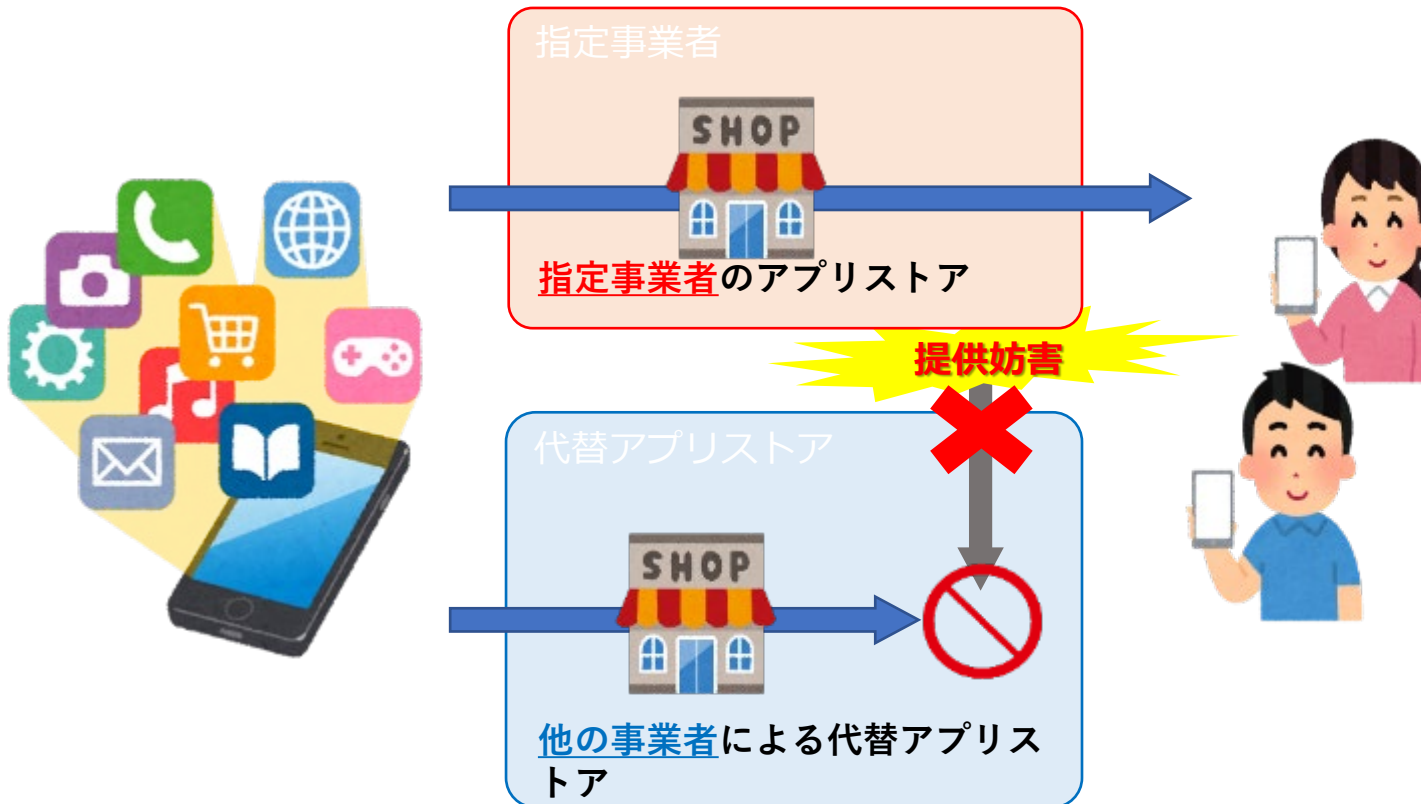 指定事業者
SHOP
指定事業者のアプリストア
提供妨害
代替アプリストア
SHOP
他の事業者による代替アプリス
トア